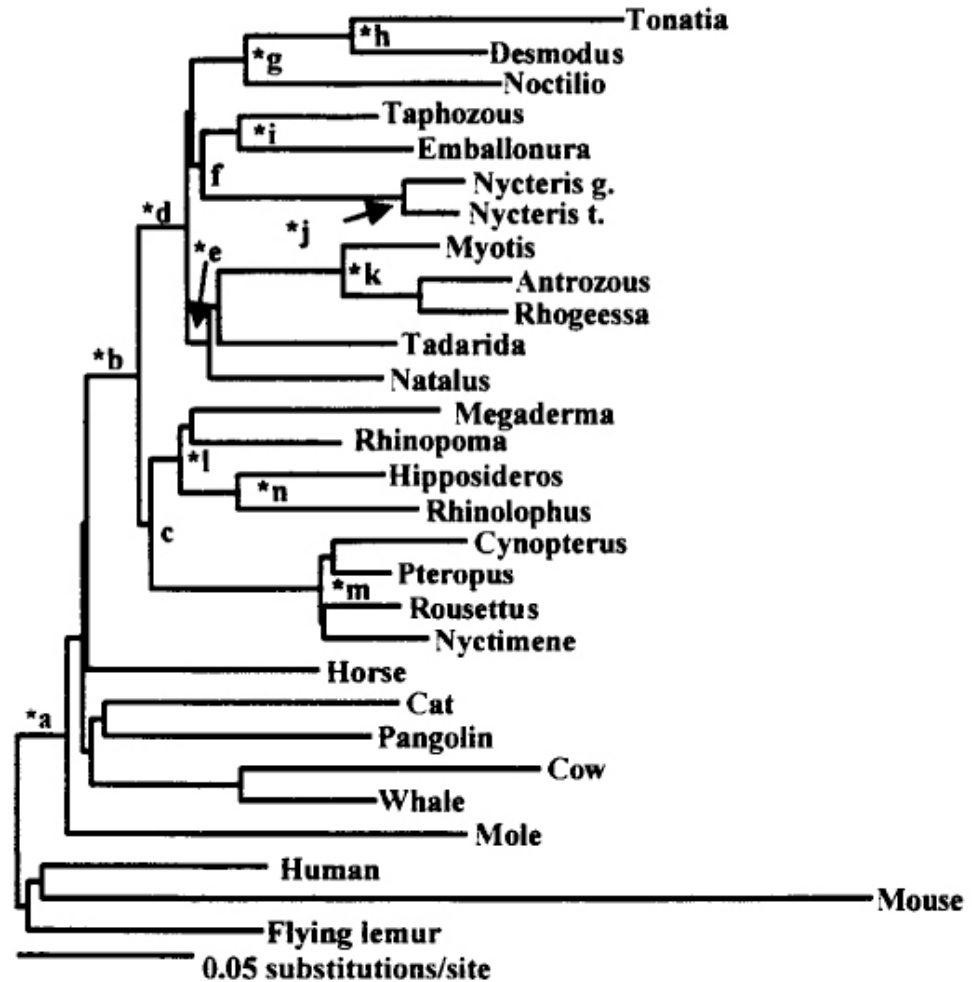 Tonatia
*h
Desmodus
*g
Noctilio
Taphozous
*i
Emballonura
f
Nycteris g.
*d
Nycteris t.
*j
*e
Myotis
*k
Antrozous
Rhogeessa
Tadarida
*b
Natalus
Megaderma
Rhinopoma
*l
Hipposideros
*n
Rhinolophus
c
Cynopterus
Pteropus
*m
Rousettus
Nyctimene
Horse
Cat
*a
Pangolin
Cow
Whale
Mole
Human
Mouse
Flying lemur
0.05 substitutions/site